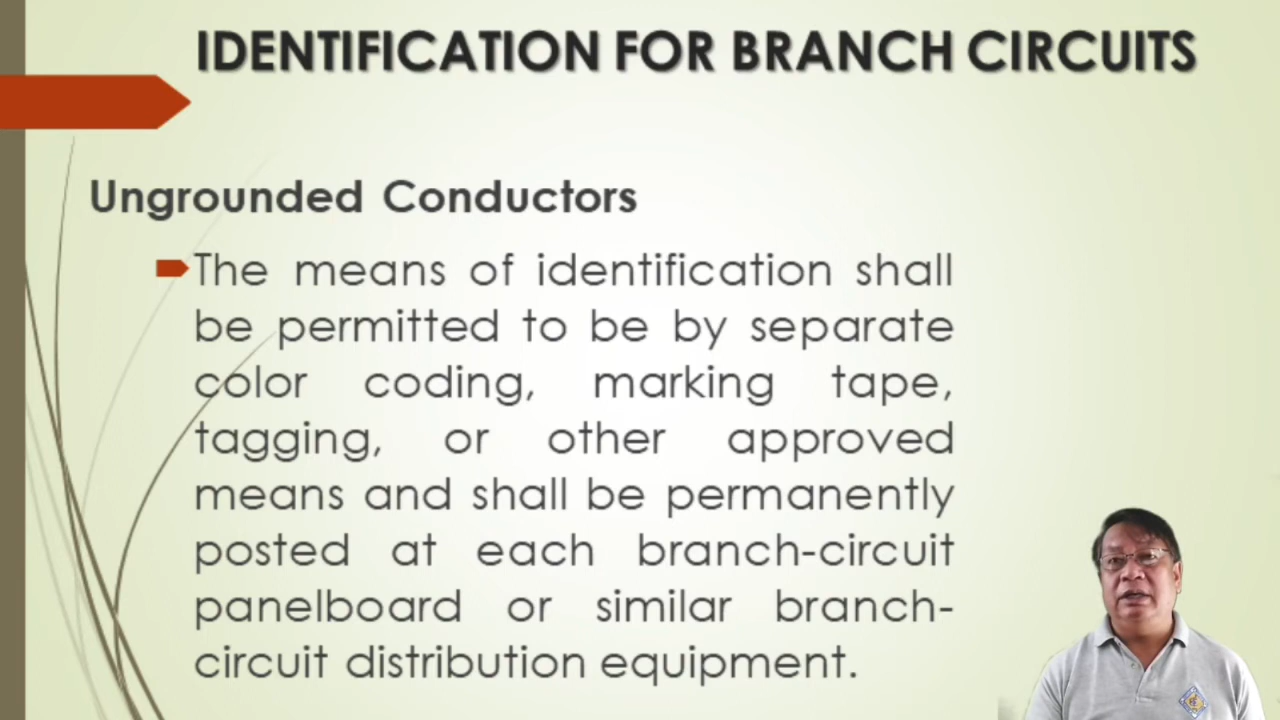 IDENTIFICATION FOR BRANCH CIRCUITS
Ungrounded Conductors
The means of identification shall
be permitted to be by separate
color coding, marking tape,
tagging, or other approved
means and shall be permanently
posted at each branch-circuit
panelboard or similar branch-
circuit distribution equipment.